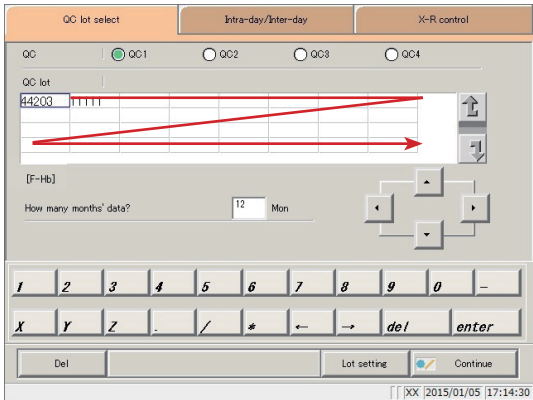 QC lot select Intra-day/Inter-day X-R control
QC QC1 QC2 QC3 QC4
QC lot
44203 11111
[F-Hb]
How many months' data? 12 Mon
1 2 3 4 5 6 7 8 9 0 -
X Y Z . / * ← → del enter
Del Lot setting Continue
XX 2015/01/05 17:14:30